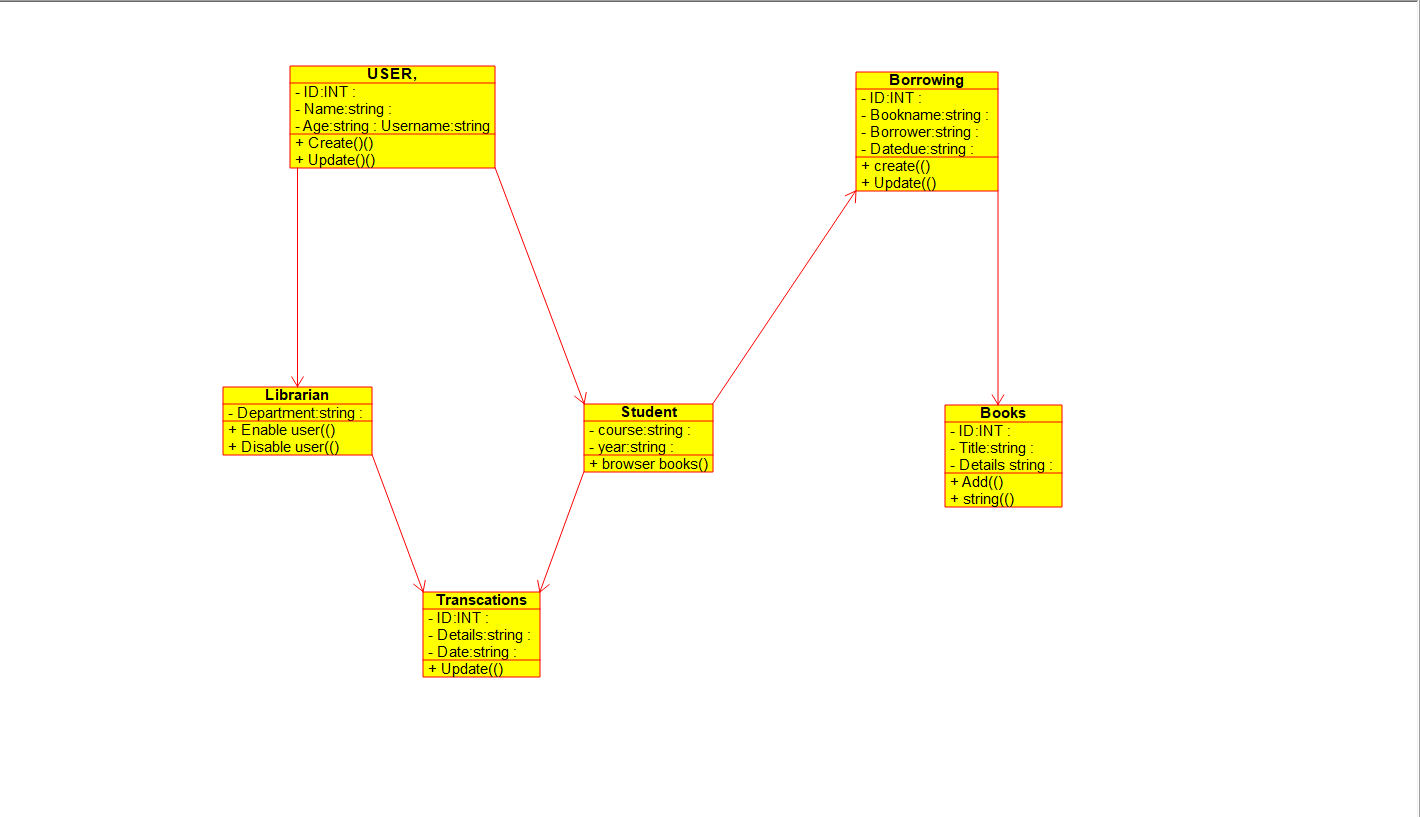 USER,
- ID:INT :
- Name:string :
- Age:string : Username:string
+ Create()()
+ Update()()
Borrowing
- ID:INT :
- Bookname:string :
- Borrower:string :
- Datedue:string :
+ create(()
+ Update(()
Librarian
- Department:string :
+ Enable user(()
+ Disable user(()
Student
- course:string :
- year:string :
+ browser books()
Books
- ID:INT :
- Title:string :
- Details string :
+ Add(()
+ string(()
Transcations
- ID:INT :
- Details:string :
- Date:string :
+ Update(()